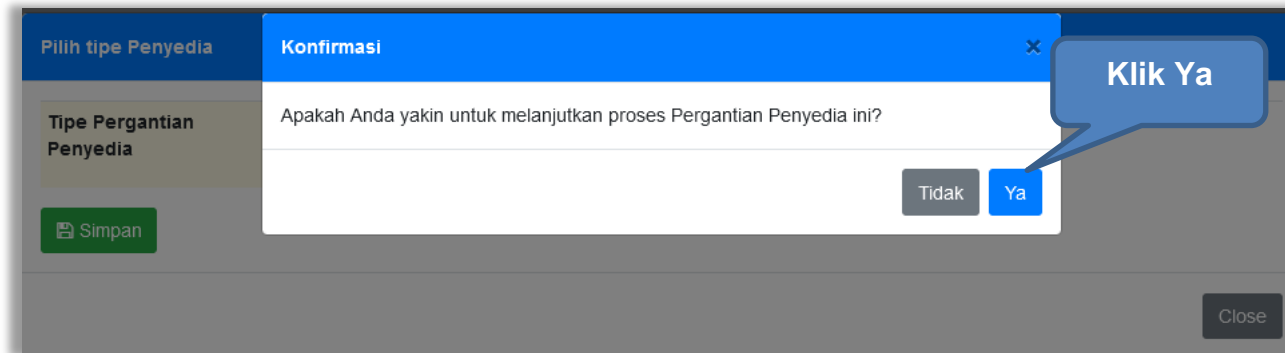 Pilih tipe Penyedia
Konfirmasi
×
Klik Ya
Tipe Pergantian
Penyedia
Apakah Anda yakin untuk melanjutkan proses Pergantian Penyedia ini?
Tidak
Ya
Simpan
Close